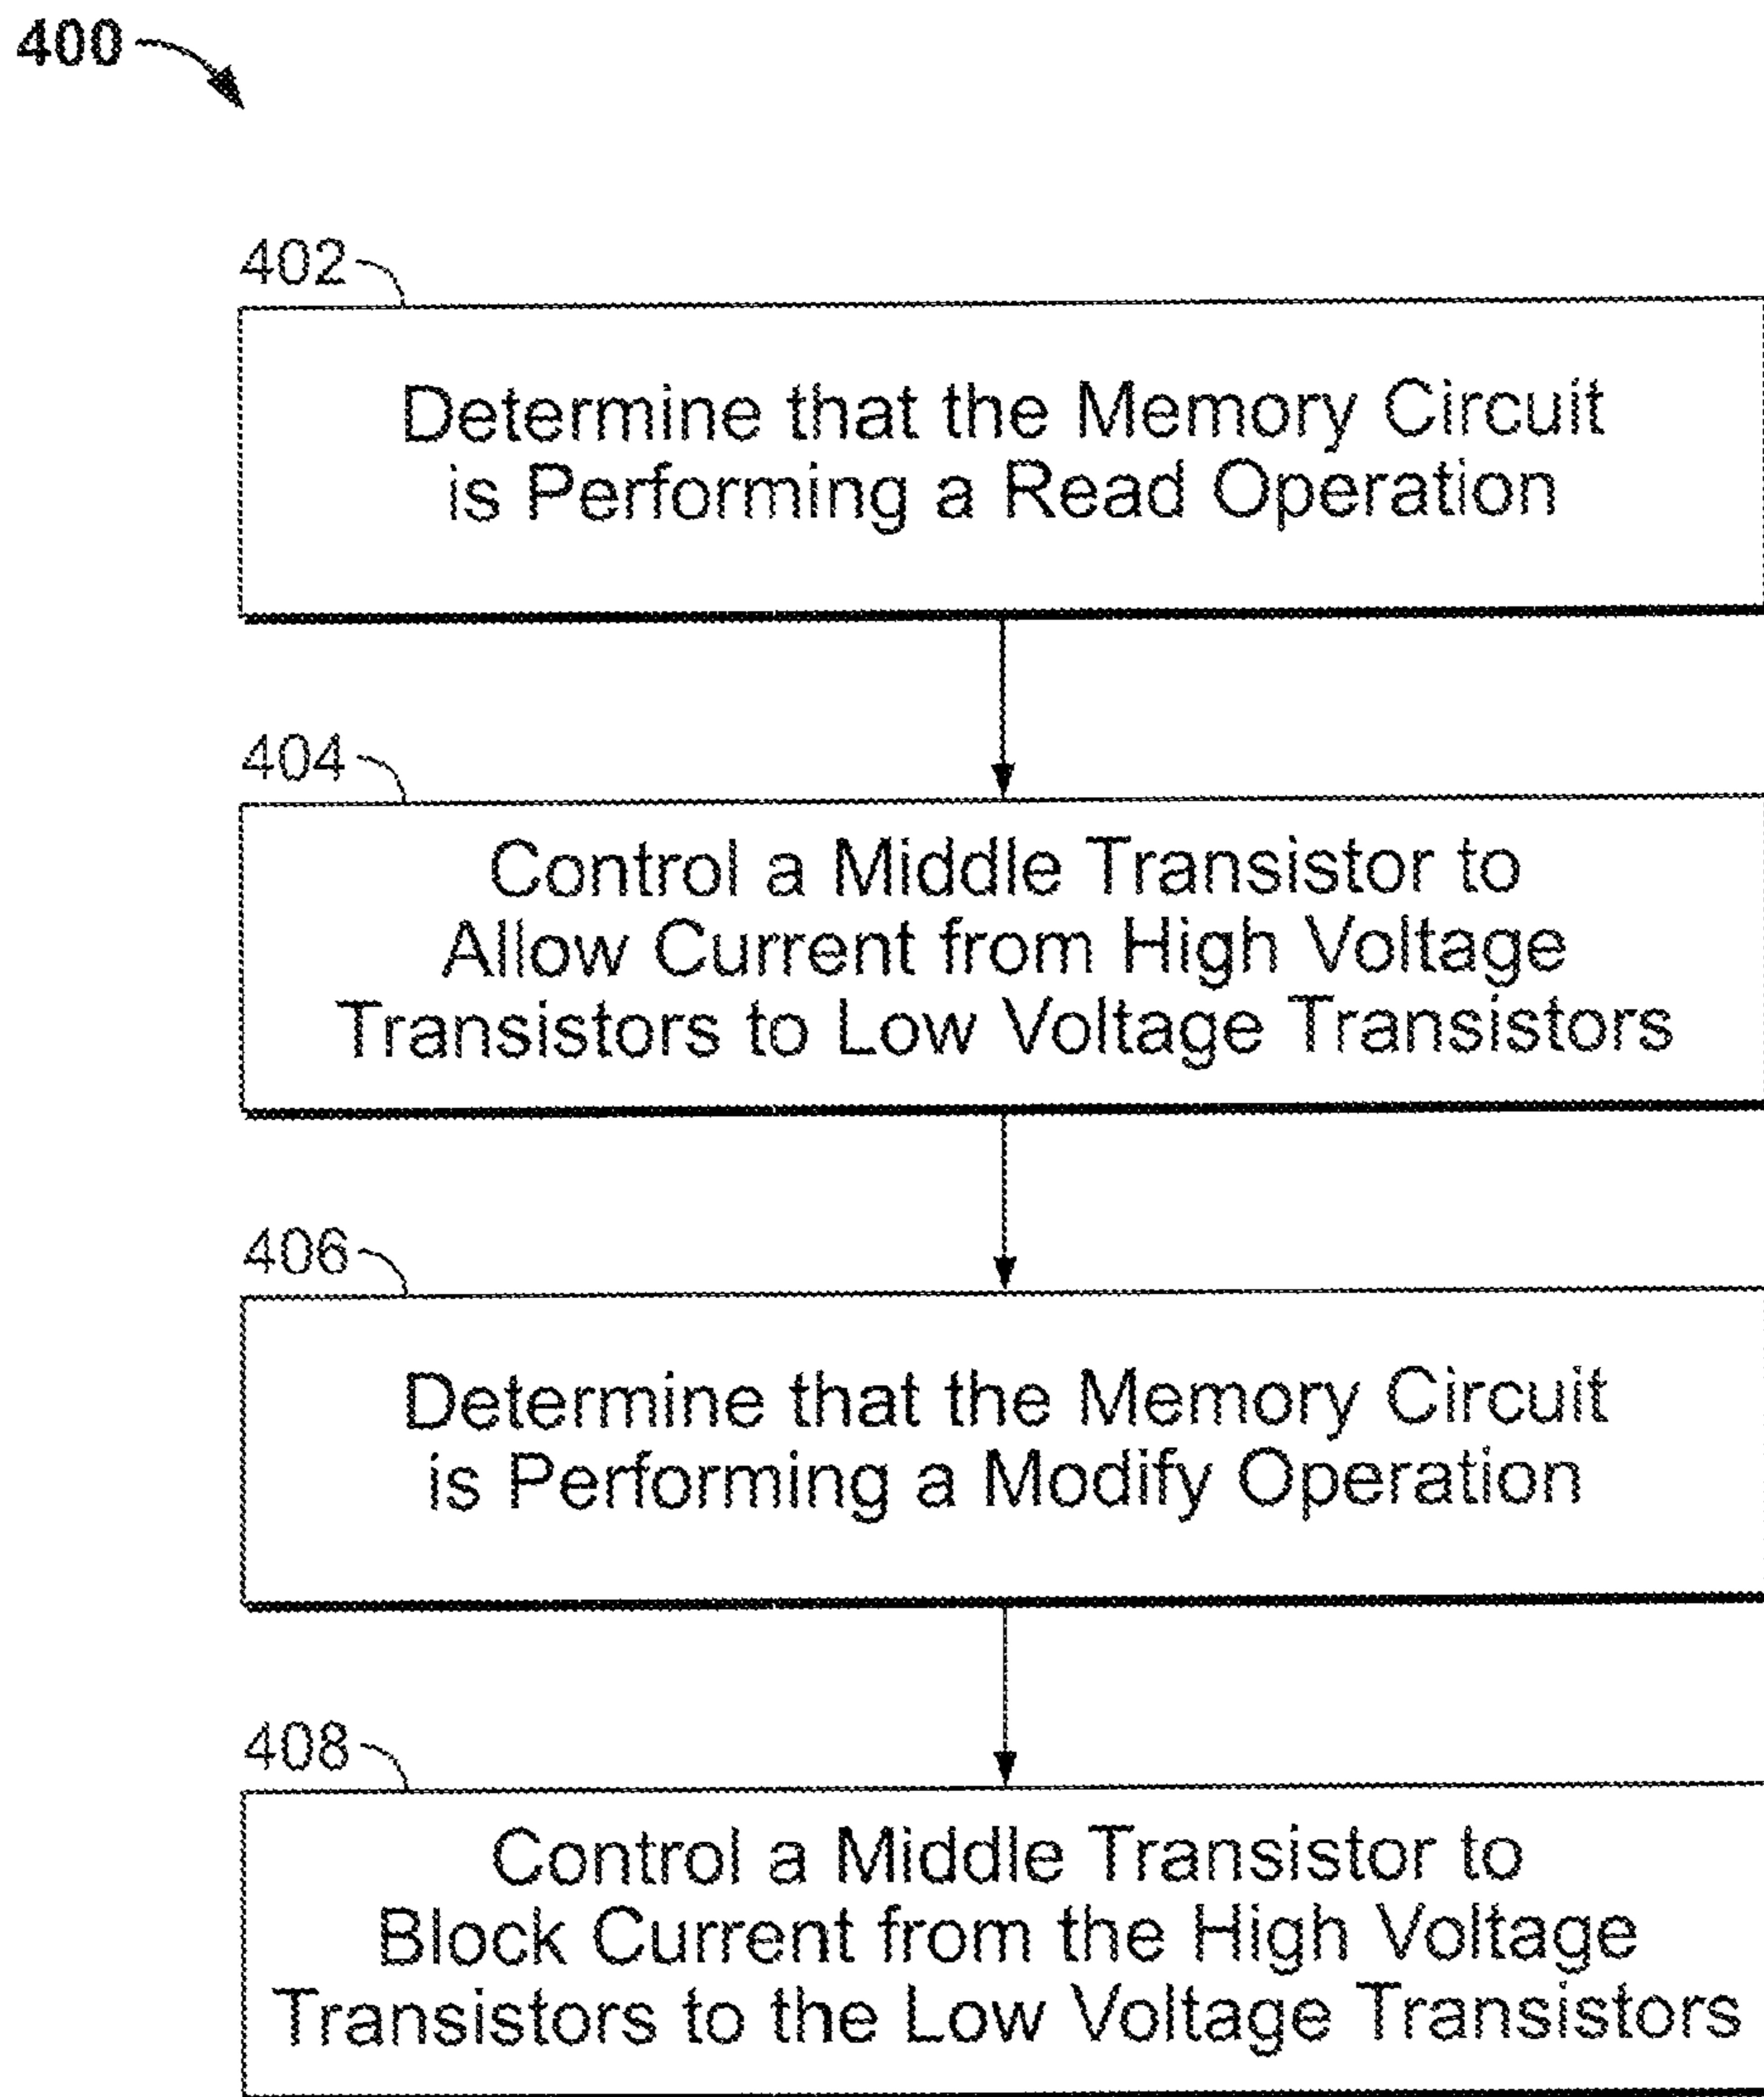 400
402
Determine that the Memory Circuit
is Performing a Read Operation
404
Control a Middle Transistor to
Allow Current from High Voltage
Transistors to Low Voltage Transistors
406
Determine that the Memory Circuit
is Performing a Modify Operation
408
Control a Middle Transistor to
Block Current from the High Voltage
Transistors to the Low Voltage Transistors